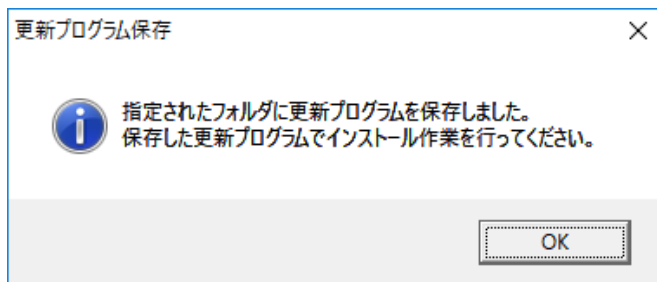 更新プログラム保存
指定されたフォルダに更新プログラムを保存しました。
保存した更新プログラムでインストール作業を行ってください。
OK